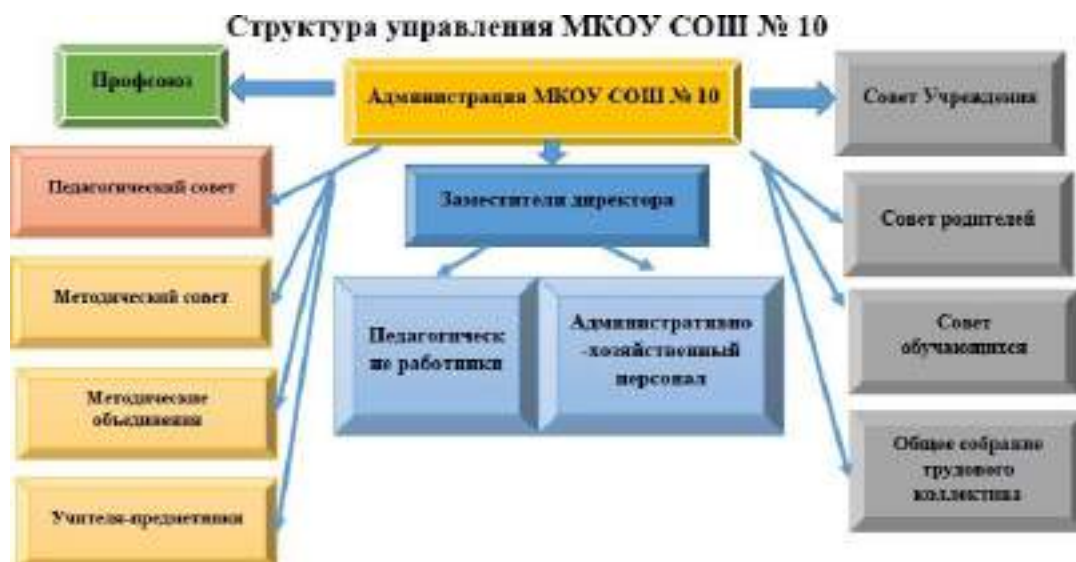 Структура управления МКОУ СОШ № 10
Профсоюз
Администрация МКОУ СОШ № 10
Совет Учреждения
Педагогический совет
Заместители директора
Совет родителей
Методический совет
Педагогическ
ие работники
Административно
-хозяйственный
персонал
Совет
обучающихся
Методические
объединения
Общее собрание
трудового
коллектива
Учителя-предметники